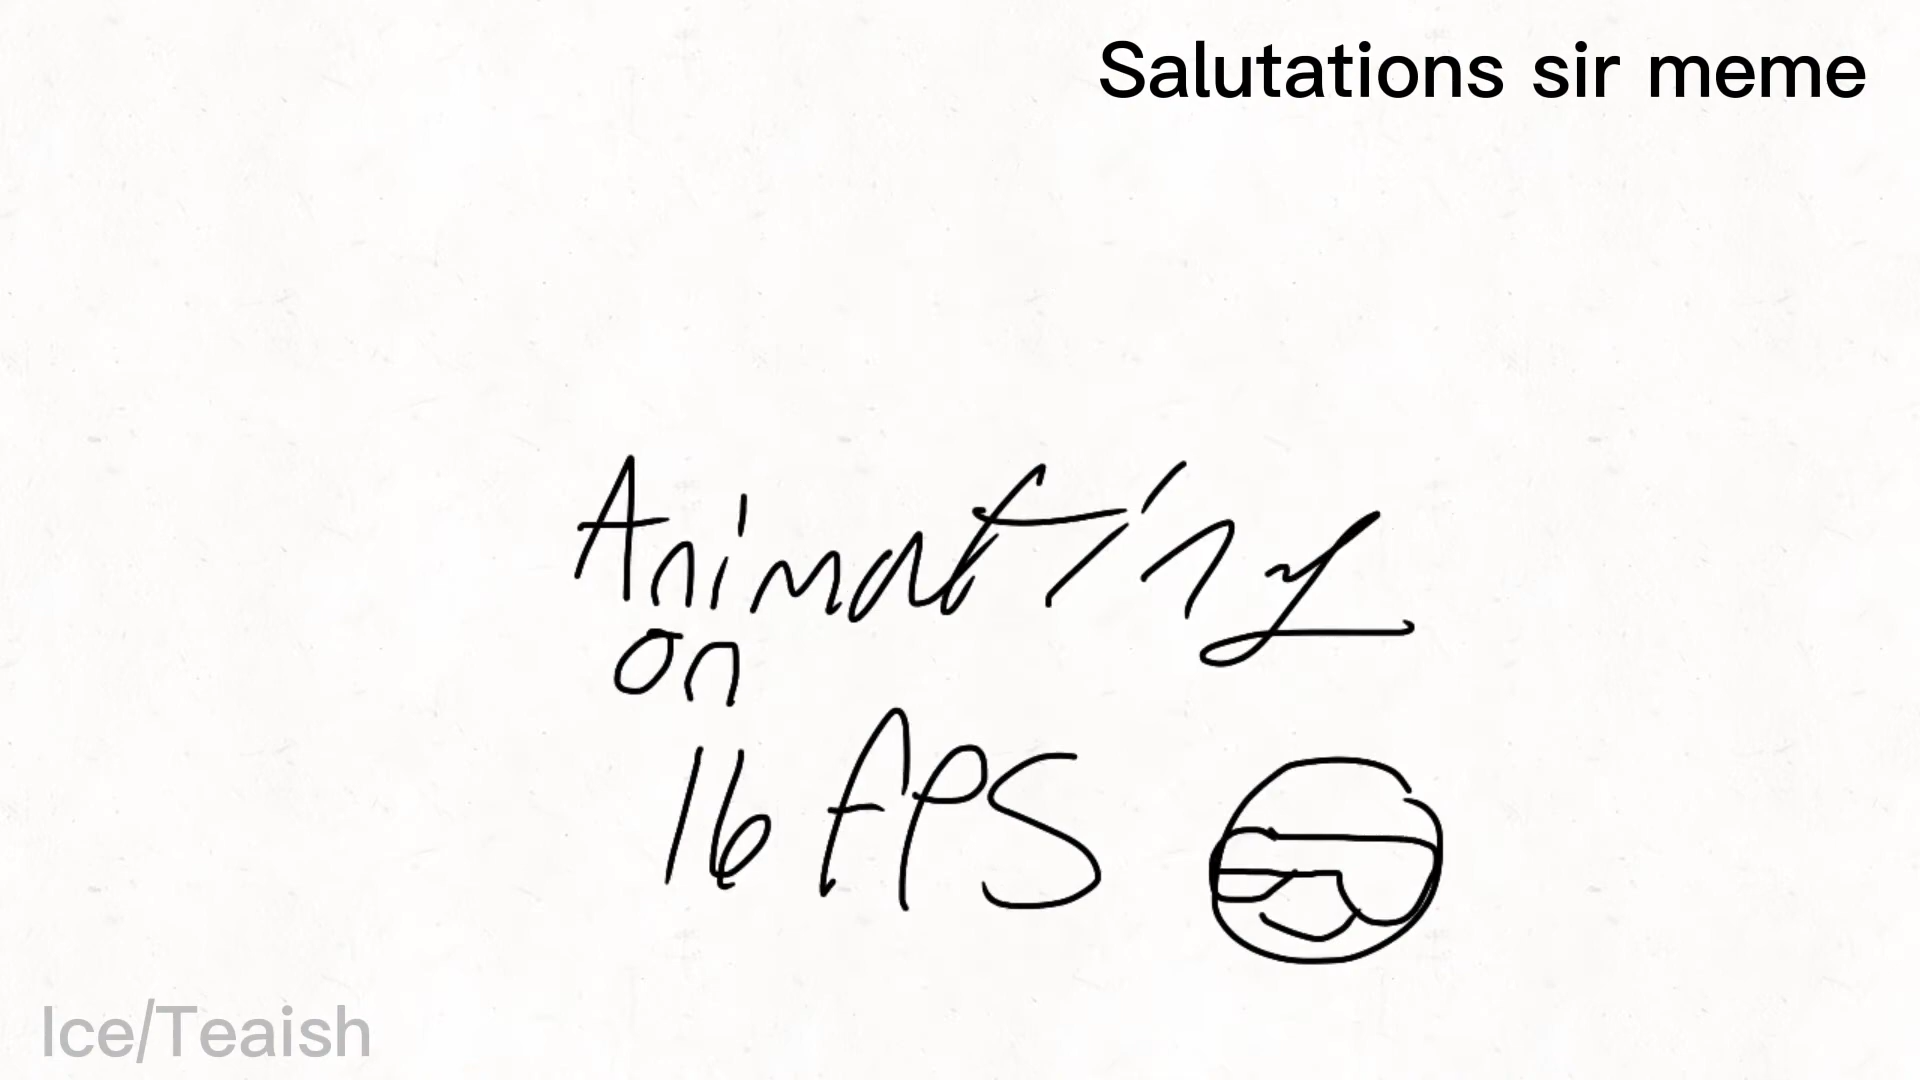 Salutations sir meme
Animating
on
16 FPS
Ice/Teaish